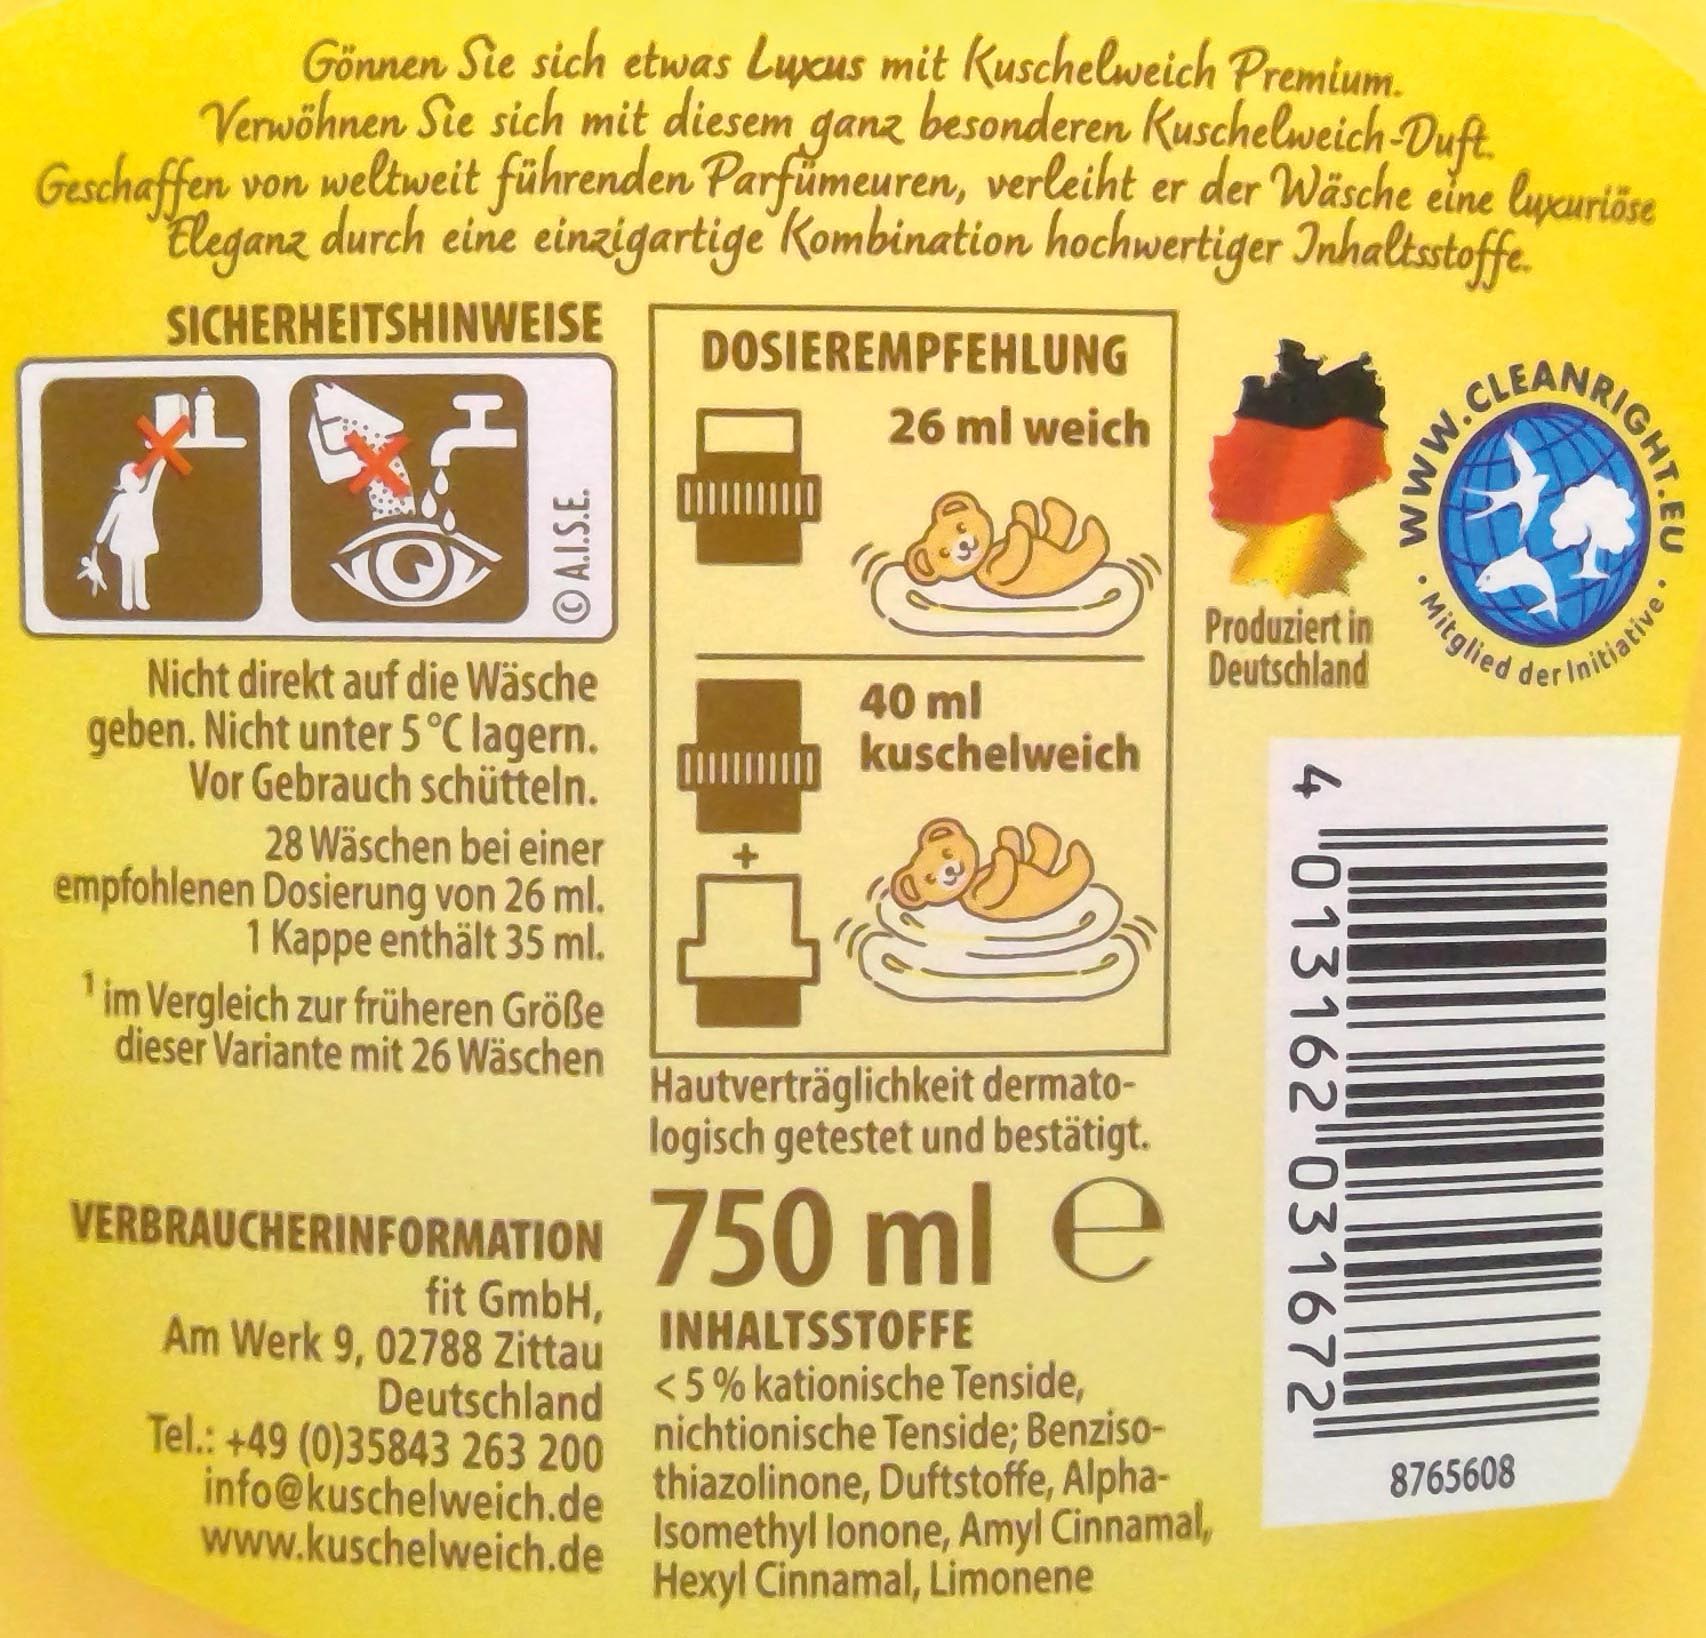 Gönnen Sie sich etwas Luxus mit Kuschelweich Premium.
Verwöhnen Sie sich mit diesem ganz besonderen Kuschelweich-Duft.
Geschaffen von weltweit führenden Parfümeuren, verleiht er der Wäsche eine luxuriöse
Eleganz durch eine einzigartige Kombination hochwertiger Inhaltsstoffe.
SICHERHEITSHINWEISE
© A.I.S.E.
Nicht direkt auf die Wäsche
geben. Nicht unter 5 °C lagern.
Vor Gebrauch schütteln.
28 Wäschen bei einer
empfohlenen Dosierung von 26 ml.
1 Kappe enthält 35 ml.
¹ im Vergleich zur früheren Größe
dieser Variante mit 26 Wäschen
VERBRAUCHERINFORMATION
fit GmbH,
Am Werk 9, 02788 Zittau
Deutschland
Tel.: +49 (0)35843 263 200
info@kuschelweich.de
www.kuschelweich.de
DOSIEREMPFEHLUNG
26 ml weich
40 ml
kuschelweich
+
Hautverträglichkeit dermato-
logisch getestet und bestätigt.
750 ml ℮
INHALTSSTOFFE
< 5 % kationische Tenside,
nichtionische Tenside; Benziso-
thiazolinone, Duftstoffe, Alpha-
Isomethyl Ionone, Amyl Cinnamal,
Hexyl Cinnamal, Limonene
Produziert in
Deutschland
WWW.CLEANRIGHT.EU
• Mitglied der Initiative •
4 013162 031672
8765608